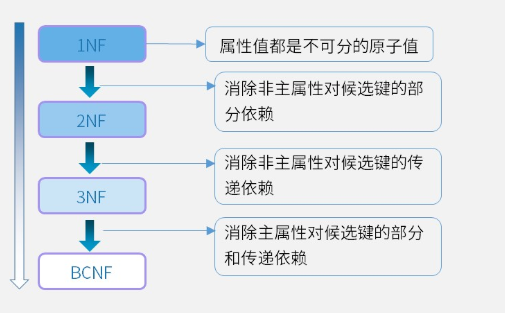 1NF
属性值都是不可分的原子值
消除非主属性对候选键的部
分依赖
2NF
消除非主属性对候选键的传
递依赖
3NF
消除主属性对候选键的部分
和传递依赖
BCNF